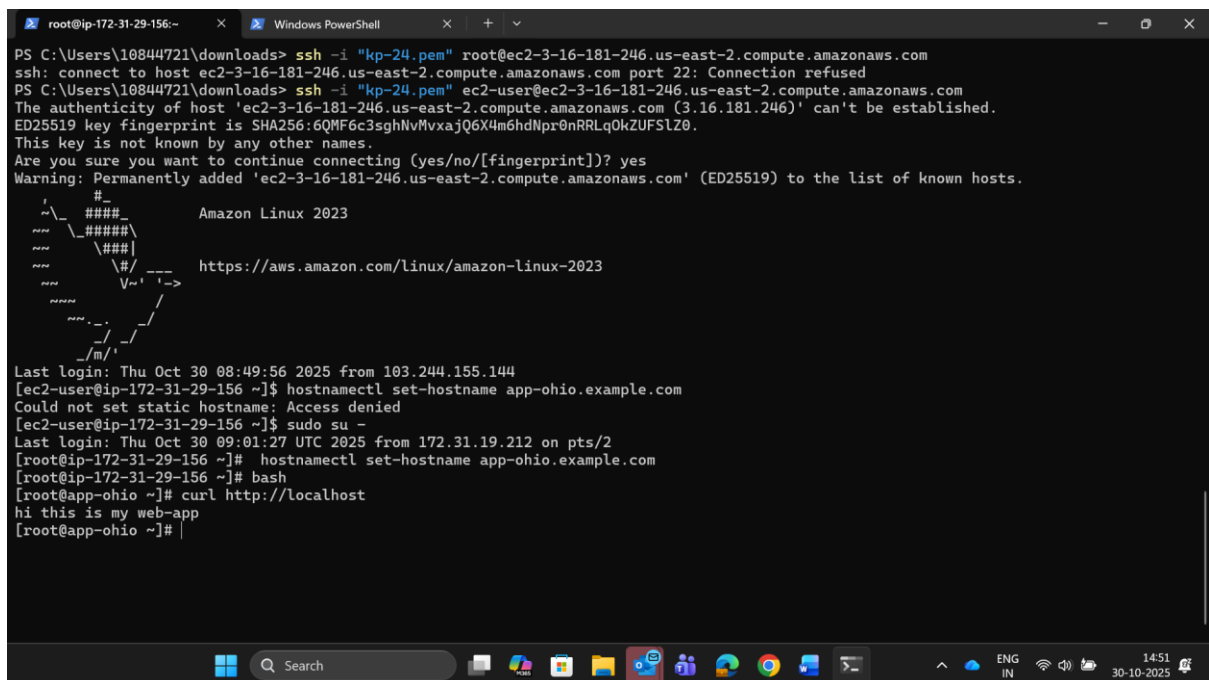 root@ip-172-31-29-156:~
Windows PowerShell
PS C:\Users\10844721\downloads> ssh -i "kp-24.pem" root@ec2-3-16-181-246.us-east-2.compute.amazonaws.com
ssh: connect to host ec2-3-16-181-246.us-east-2.compute.amazonaws.com port 22: Connection refused
PS C:\Users\10844721\downloads> ssh -i "kp-24.pem" ec2-user@ec2-3-16-181-246.us-east-2.compute.amazonaws.com
The authenticity of host 'ec2-3-16-181-246.us-east-2.compute.amazonaws.com (3.16.181.246)' can't be established.
ED25519 key fingerprint is SHA256:6QMF6c3sghNvMvxajQ6X4m6hdNpr0nRRLqOkZUFSlZ0.
This key is not known by any other names.
Are you sure you want to continue connecting (yes/no/[fingerprint])? yes
Warning: Permanently added 'ec2-3-16-181-246.us-east-2.compute.amazonaws.com' (ED25519) to the list of known hosts.
   ,     #_
   ~\_  ####_        Amazon Linux 2023
  ~~  \_#####\
  ~~     \###|
  ~~       \#/ ___   https://aws.amazon.com/linux/amazon-linux-2023
   ~~       V~' '->
    ~~~         /
      ~~._.   _/
         _/ _/
       _/m/'
Last login: Thu Oct 30 08:49:56 2025 from 103.244.155.144
[ec2-user@ip-172-31-29-156 ~]$ hostnamectl set-hostname app-ohio.example.com
Could not set static hostname: Access denied
[ec2-user@ip-172-31-29-156 ~]$ sudo su -
Last login: Thu Oct 30 09:01:27 UTC 2025 from 172.31.19.212 on pts/2
[root@ip-172-31-29-156 ~]#  hostnamectl set-hostname app-ohio.example.com
[root@ip-172-31-29-156 ~]# bash
[root@app-ohio ~]# curl http://localhost
hi this is my web-app
[root@app-ohio ~]#
Search
M365
ENG
IN
14:51
30-10-2025